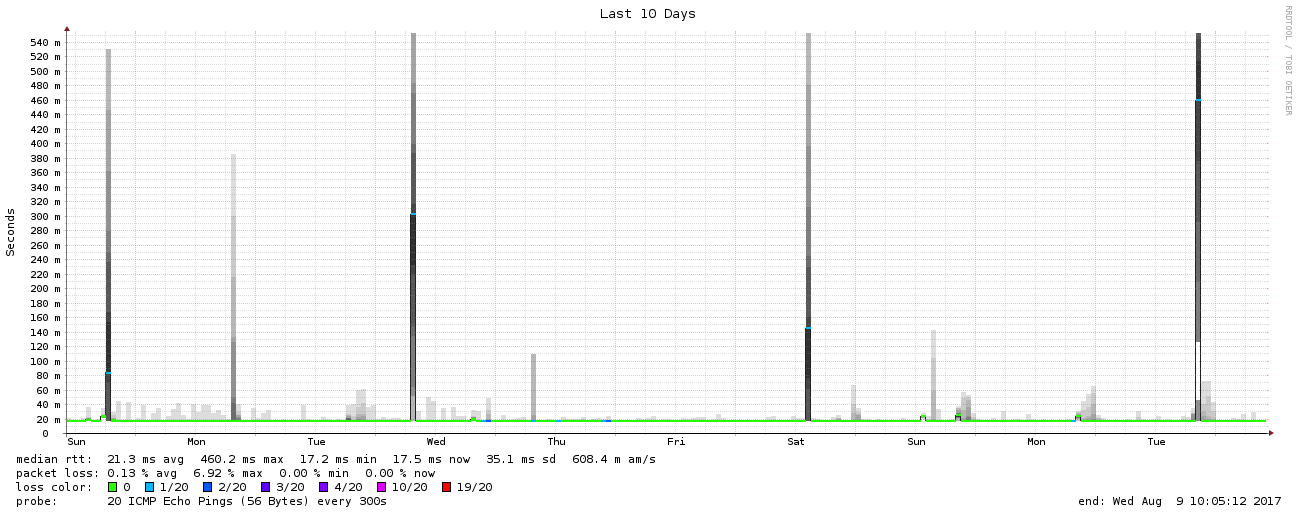 Last 10 Days
RRDTOOL / TOBI OETIKER
Seconds
540 m
520 m
500 m
480 m
460 m
440 m
420 m
400 m
380 m
360 m
340 m
320 m
300 m
280 m
260 m
240 m
220 m
200 m
180 m
160 m
140 m
120 m
100 m
80 m
60 m
40 m
20 m
0
Sun Mon Tue Wed Thu Fri Sat Sun Mon Tue
median rtt: 21.3 ms avg 460.2 ms max 17.2 ms min 17.5 ms now 35.1 ms sd 608.4 m am/s
packet loss: 0.13 % avg 6.92 % max 0.00 % min 0.00 % now
loss color: 0 1/20 2/20 3/20 4/20 10/20 19/20
probe: 20 ICMP Echo Pings (56 Bytes) every 300s end: Wed Aug 9 10:05:12 2017